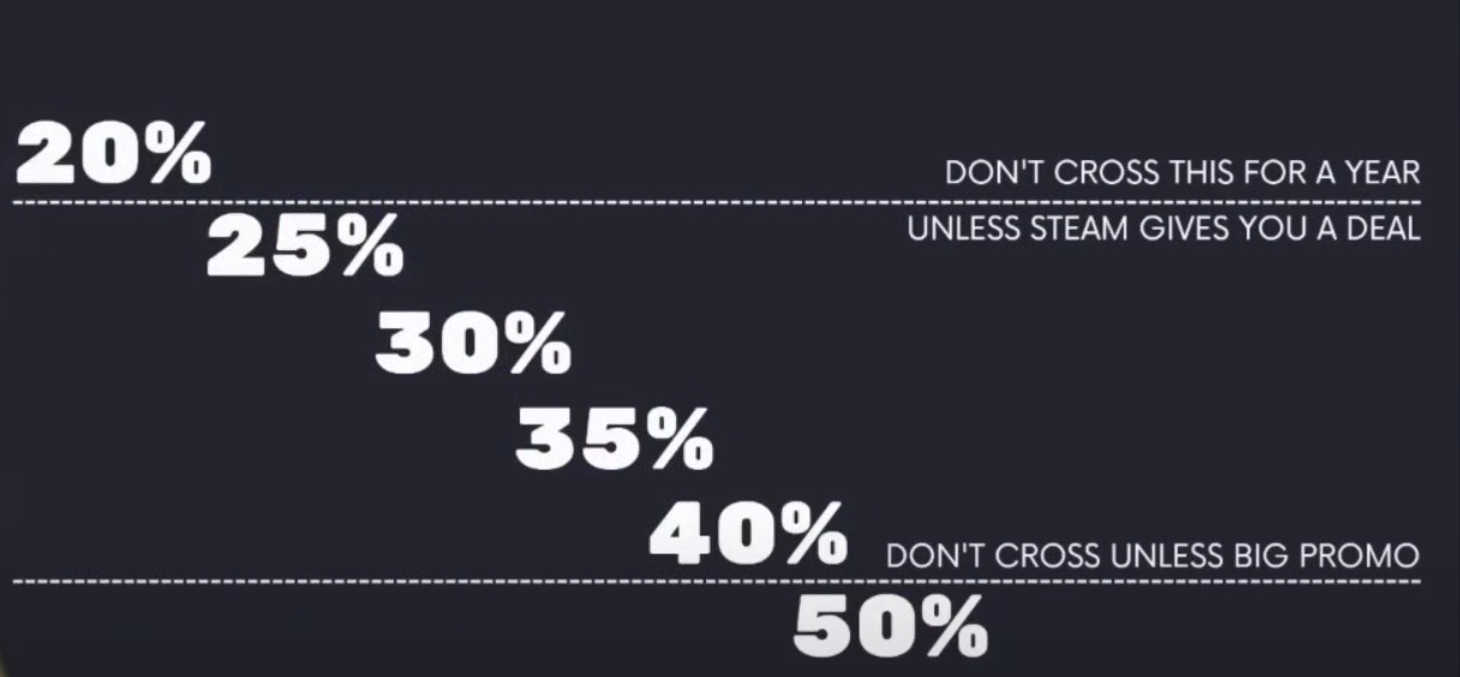 20%
DON'T CROSS THIS FOR A YEAR
UNLESS STEAM GIVES YOU A DEAL
25%
30%
35%
40%
DON'T CROSS UNLESS BIG PROMO
50%